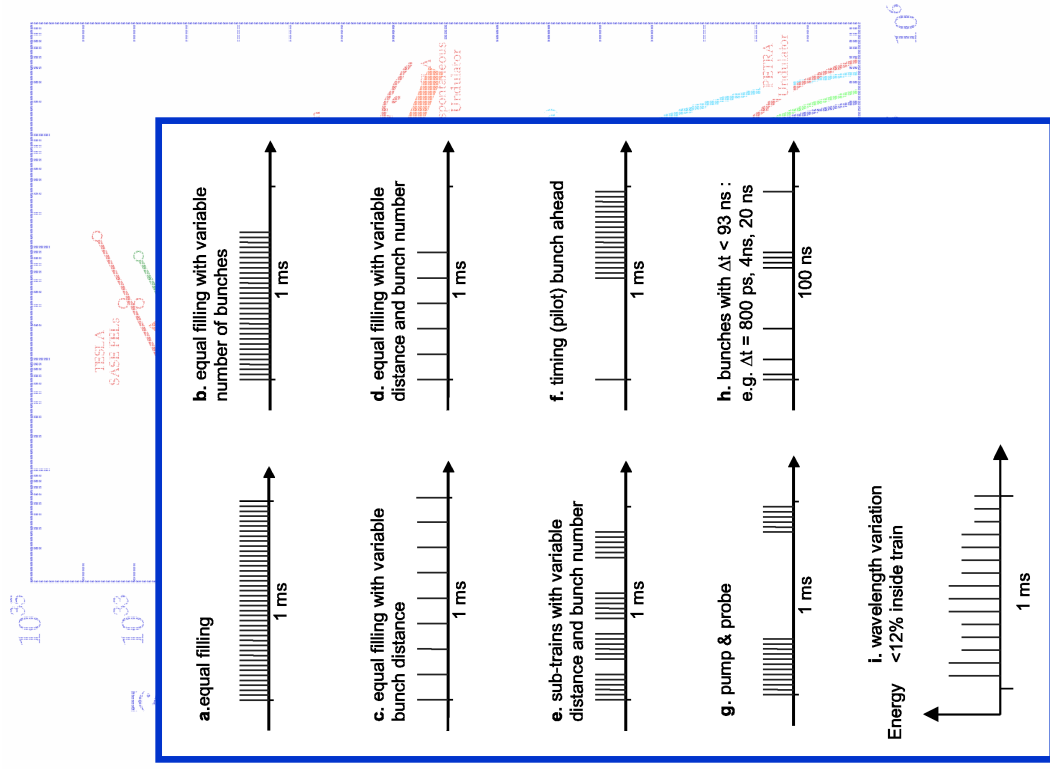 10³⁵
10³³
TESLA
SASE FELs
Spontaneous
Undulator
PETRA
Undulator
a.equal filling
1 ms
b. equal filling with variable
number of bunches
1 ms
c. equal filling with variable
bunch distance
1 ms
d. equal filling with variable
distance and bunch number
1 ms
e. sub-trains with variable
distance and bunch number
1 ms
f. timing (pilot) bunch ahead
1 ms
g. pump & probe
1 ms
h. bunches with Δt < 93 ns :
e.g. Δt = 800 ps, 4ns, 20 ns
100 ns
i. wavelength variation
<12% inside train
Energy
1 ms